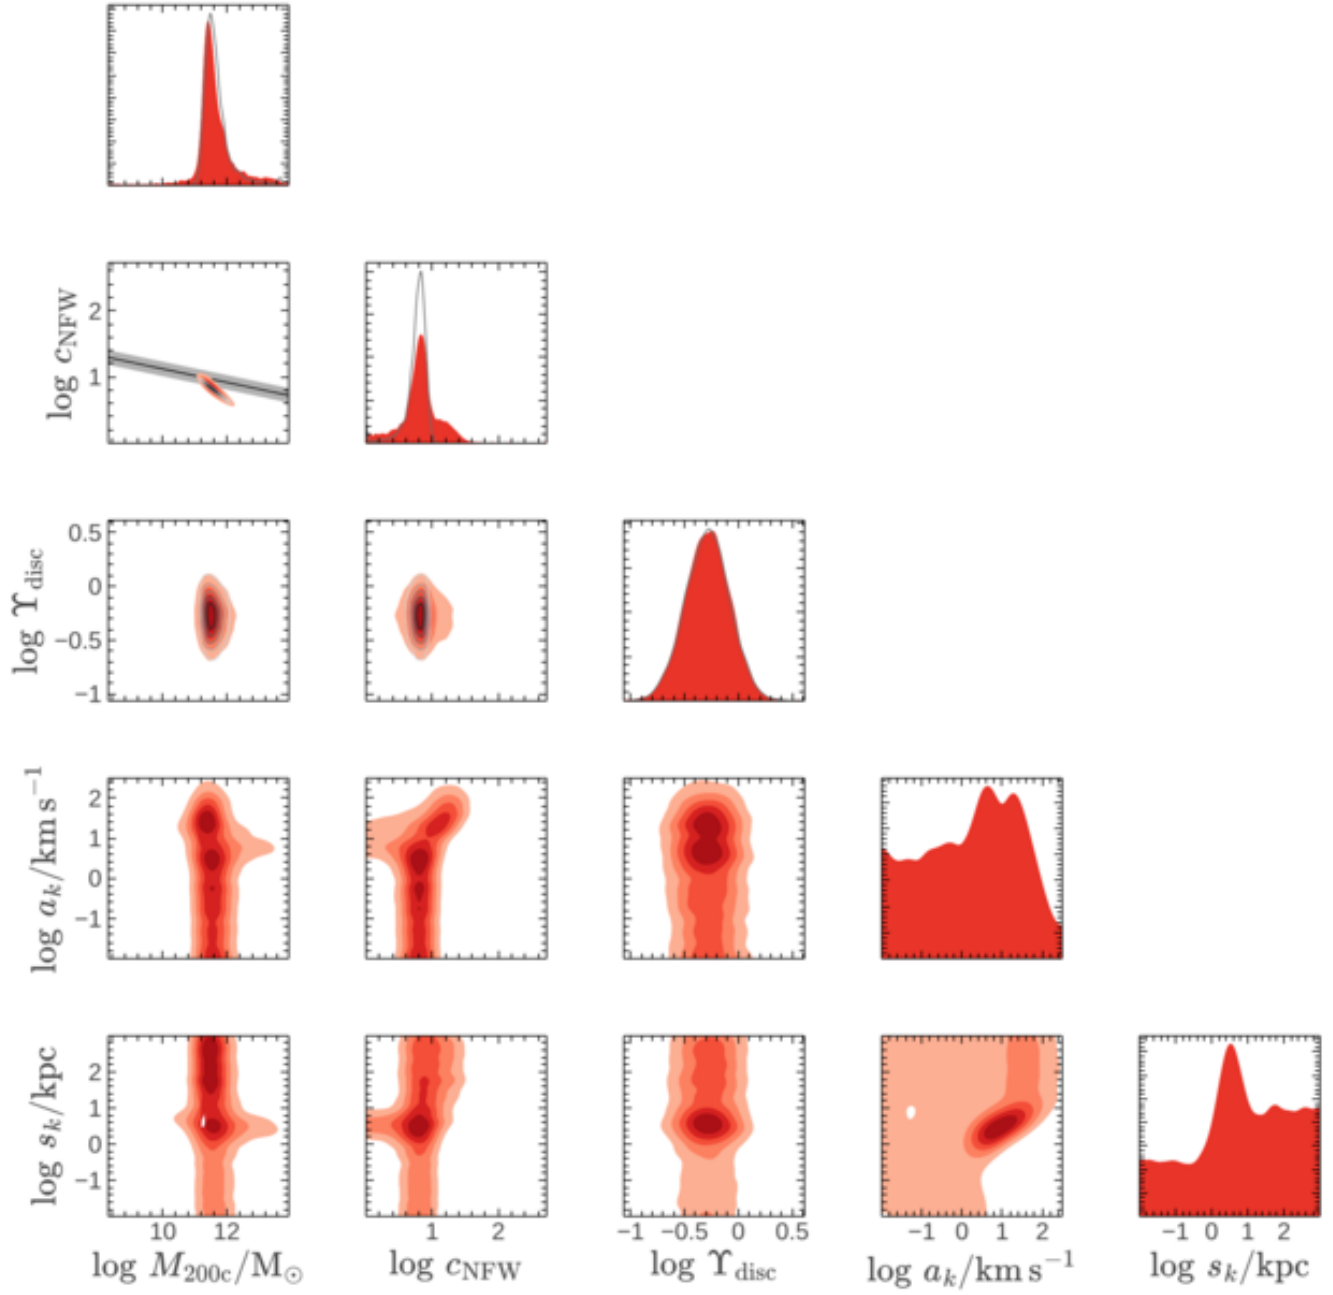 log c_NFW
2
1
log ϒ_disc
0.5
0
−0.5
−1
log a_k/km s⁻¹
2
1
0
−1
log s_k/kpc
2
1
0
−1
10 12
1 2
−1 −0.5 0 0.5
−1 0 1 2
−1 0 1 2
log M_200c/M_⊙
log c_NFW
log ϒ_disc
log a_k/km s⁻¹
log s_k/kpc